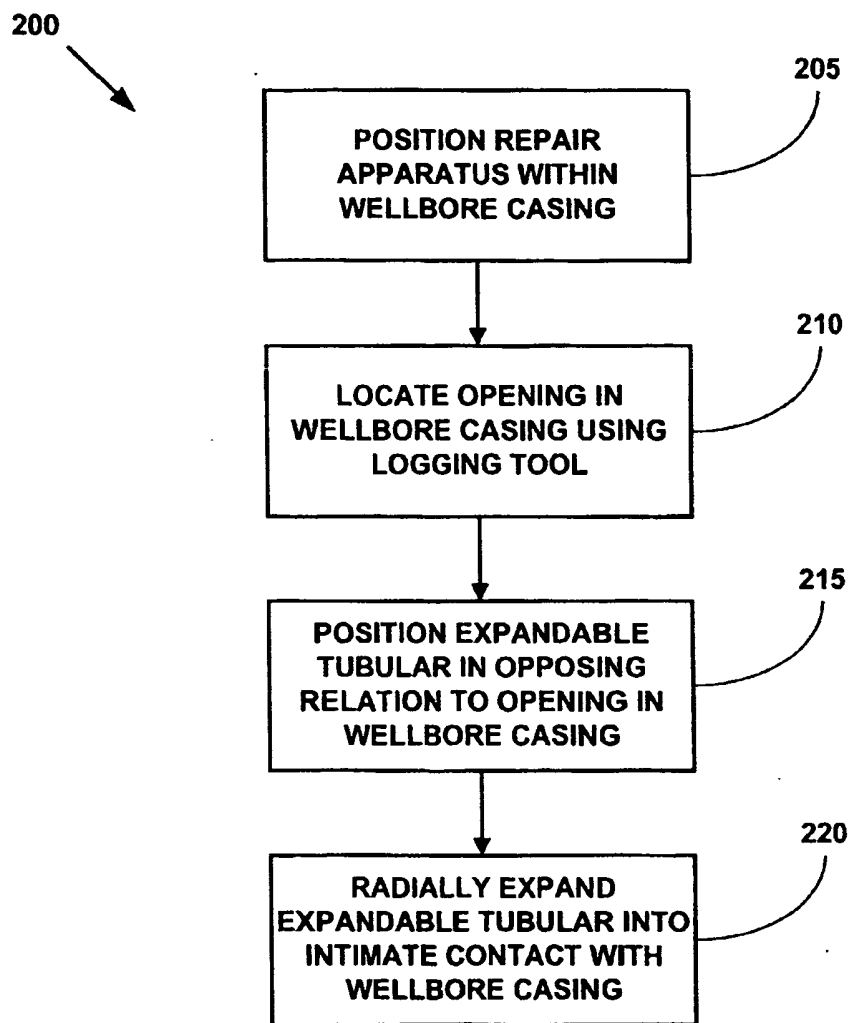 200
205
POSITION REPAIR
APPARATUS WITHIN
WELLBORE CASING
210
LOCATE OPENING IN
WELLBORE CASING USING
LOGGING TOOL
215
POSITION EXPANDABLE
TUBULAR IN OPPOSING
RELATION TO OPENING IN
WELLBORE CASING
220
RADIALLY EXPAND
EXPANDABLE TUBULAR INTO
INTIMATE CONTACT WITH
WELLBORE CASING